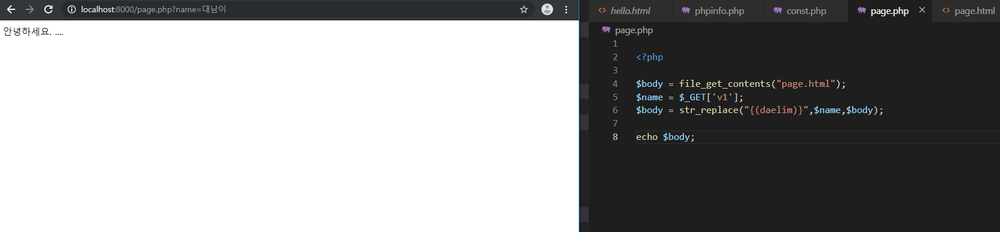 localhost:8000/page.php?name=대남이
안녕하세요. ....
hello.html
phpinfo.php
const.php
page.php
page.html
page.php
1
2 <?php
3
4 $body = file_get_contents("page.html");
5 $name = $_GET['v1'];
6 $body = str_replace("{(daelim)}",$name,$body);
7
8 echo $body;